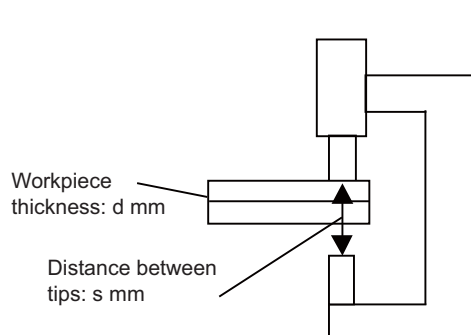 Workpiece
thickness: d mm
Distance between
tips: s mm